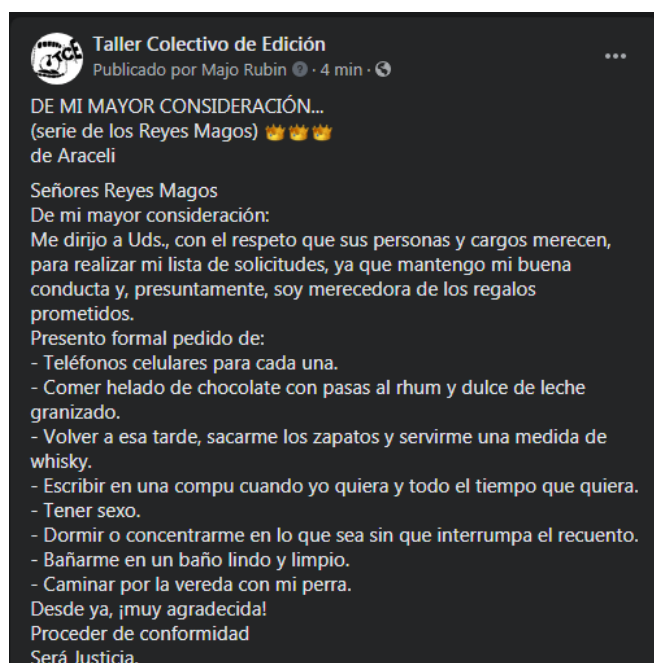 Taller Colectivo de Edición
Publicado por Majo Rubin · 4 min ·
DE MI MAYOR CONSIDERACIÓN...
(serie de los Reyes Magos) 👑👑👑
de Araceli
Señores Reyes Magos
De mi mayor consideración:
Me dirijo a Uds., con el respeto que sus personas y cargos merecen,
para realizar mi lista de solicitudes, ya que mantengo mi buena
conducta y, presuntamente, soy merecedora de los regalos
prometidos.
Presento formal pedido de:
- Teléfonos celulares para cada una.
- Comer helado de chocolate con pasas al rhum y dulce de leche
granizado.
- Volver a esa tarde, sacarme los zapatos y servirme una medida de
whisky.
- Escribir en una compu cuando yo quiera y todo el tiempo que quiera.
- Tener sexo.
- Dormir o concentrarme en lo que sea sin que interrumpa el recuento.
- Bañarme en un baño lindo y limpio.
- Caminar por la vereda con mi perra.
Desde ya, ¡muy agradecida!
Proceder de conformidad
Será Justicia.